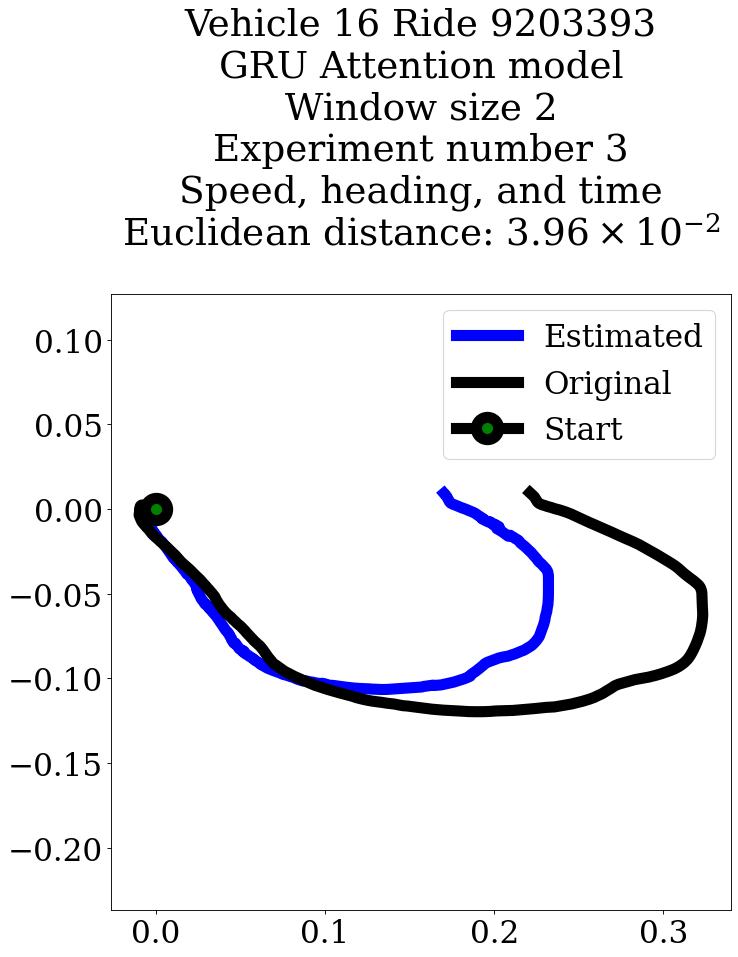 Vehicle 16 Ride 9203393
GRU Attention model
Window size 2
Experiment number 3
Speed, heading, and time
Euclidean distance: 3.96 × 10⁻²
Estimated
Original
Start
0.10
0.05
0.00
−0.05
−0.10
−0.15
−0.20
0.0 0.1 0.2 0.3